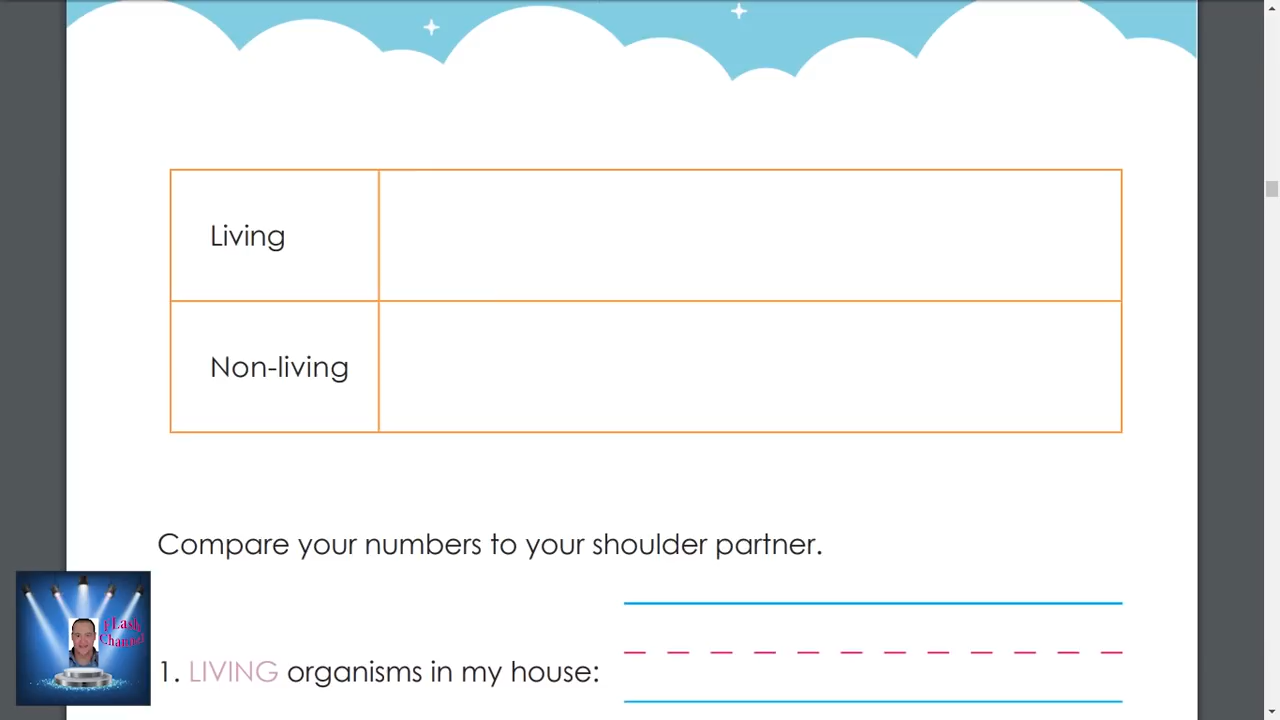 Living
Non-living
Compare your numbers to your shoulder partner.
1. LIVING organisms in my house: